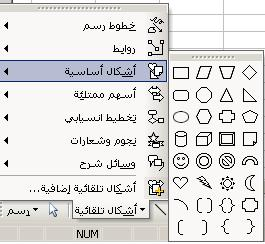 خطوط رسم
روابط
أشكال أساسية
أسهم ممتلئة
تخطيط انسيابي
نجوم وشعارات
وسائل شرح
أشكال تلقائية إضافية...
أشكال تلقائية
رسم
NUM